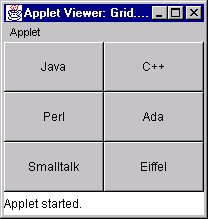 Applet Viewer: Grid....
Applet
Java C++
Perl Ada
Smalltalk Eiffel
Applet started.